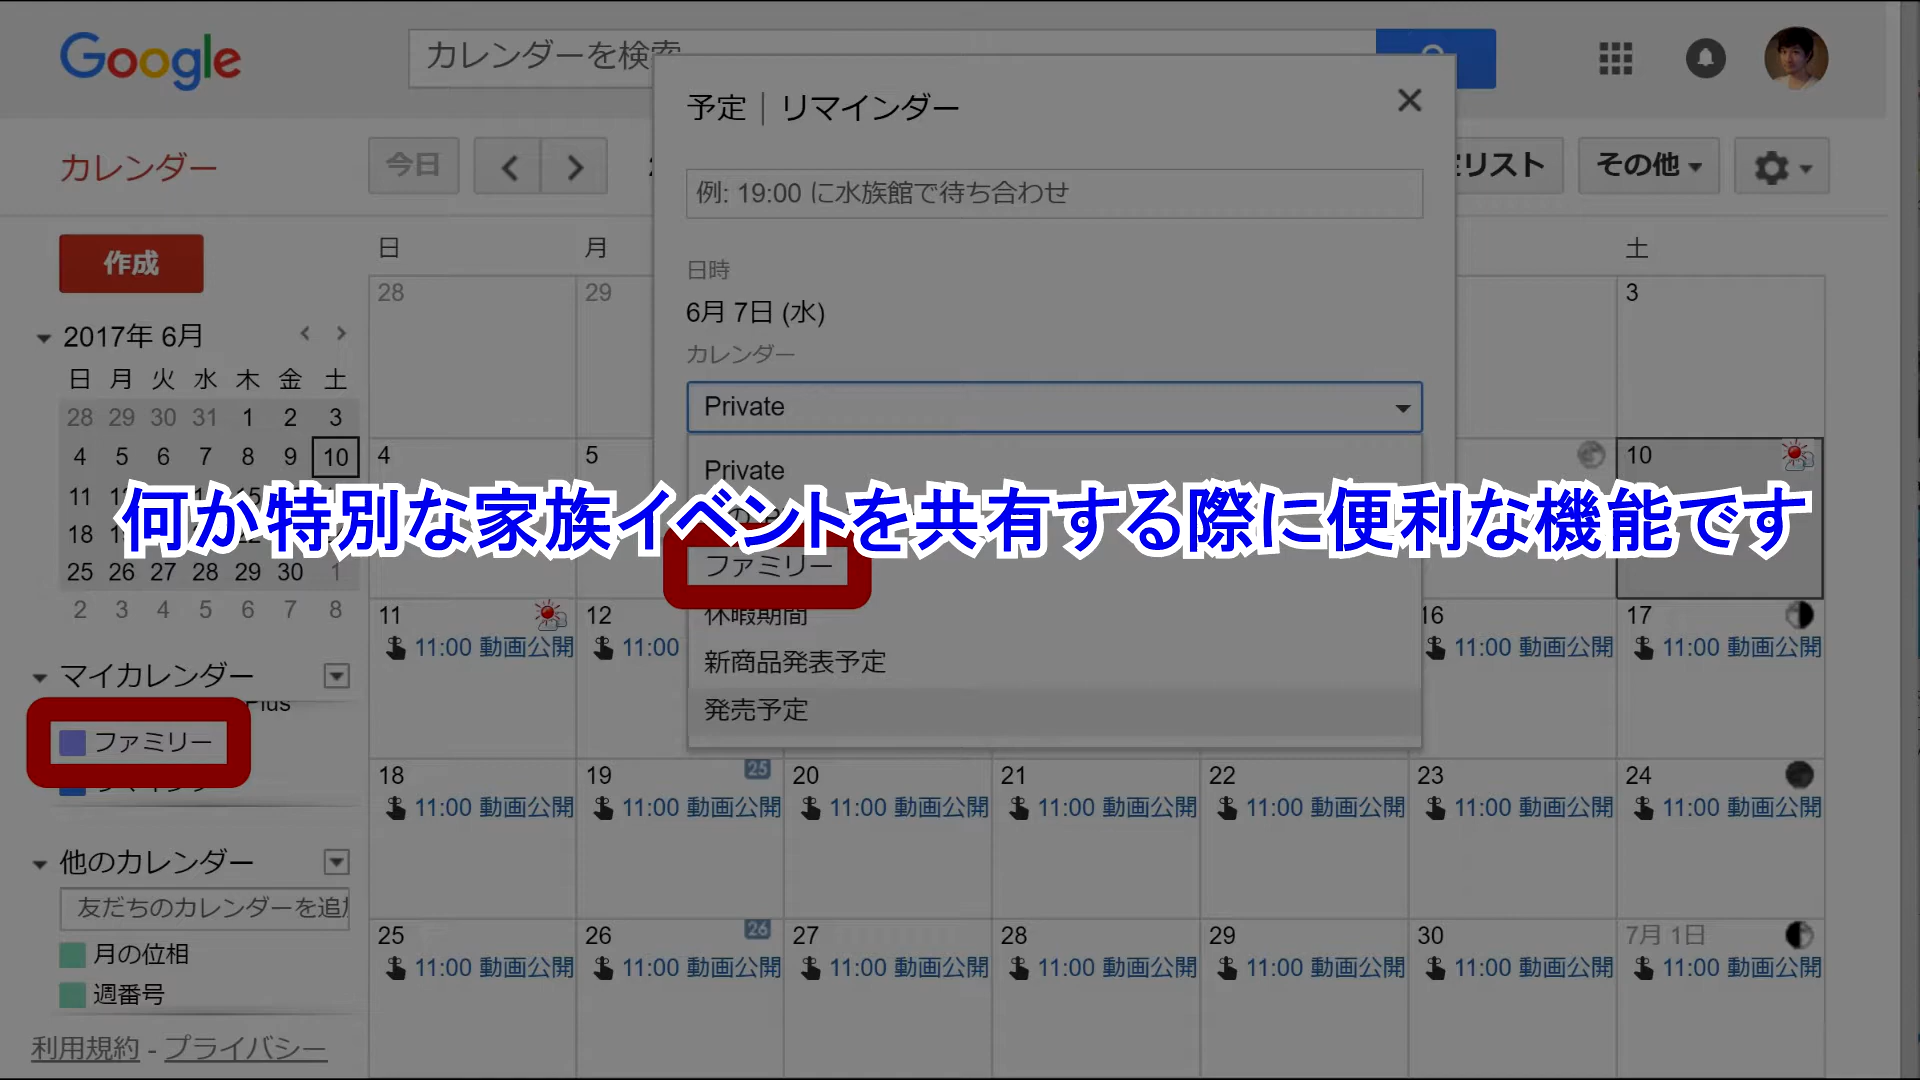 Google
カレンダーを検索
予定 | リマインダー
例: 19:00 に水族館で待ち合わせ
日時
6月 7日 (水)
カレンダー
Private
Private
ファミリー
休暇期間
新商品発表予定
発売予定
何か特別な家族イベントを共有する際に便利な機能です
カレンダー
今日
リスト
その他
作成
2017年 6月
日 月 火 水 木 金 土
28 29 30 31 1 2 3
4 5 6 7 8 9 10
11
18
25 26 27 28 29 30 1
2 3 4 5 6 7 8
マイカレンダー
Plus
ファミリー
他のカレンダー
友だちのカレンダーを追加
月の位相
週番号
利用規約 - プライバシー
日 月 土
28 29 3
4 5 10
11 12 16 17
11:00 動画公開 11:00 11:00 動画公開 11:00 動画公開
18 19 25 20 21 22 23 24
11:00 動画公開 11:00 動画公開 11:00 動画公開 11:00 動画公開 11:00 動画公開 11:00 動画公開 11:00 動画公開
25 26 26 27 28 29 30 7月 1日
11:00 動画公開 11:00 動画公開 11:00 動画公開 11:00 動画公開 11:00 動画公開 11:00 動画公開 11:00 動画公開